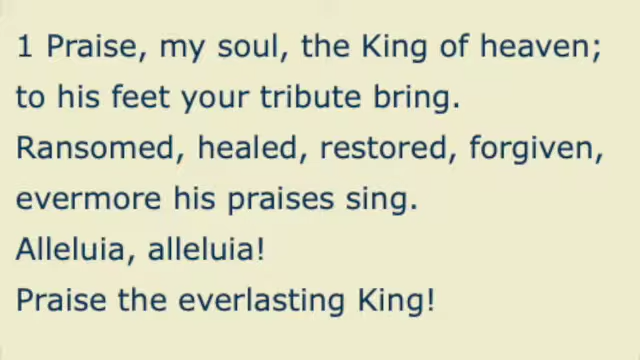 1 Praise, my soul, the King of heaven;
to his feet your tribute bring.
Ransomed, healed, restored, forgiven,
evermore his praises sing.
Alleluia, alleluia!
Praise the everlasting King!